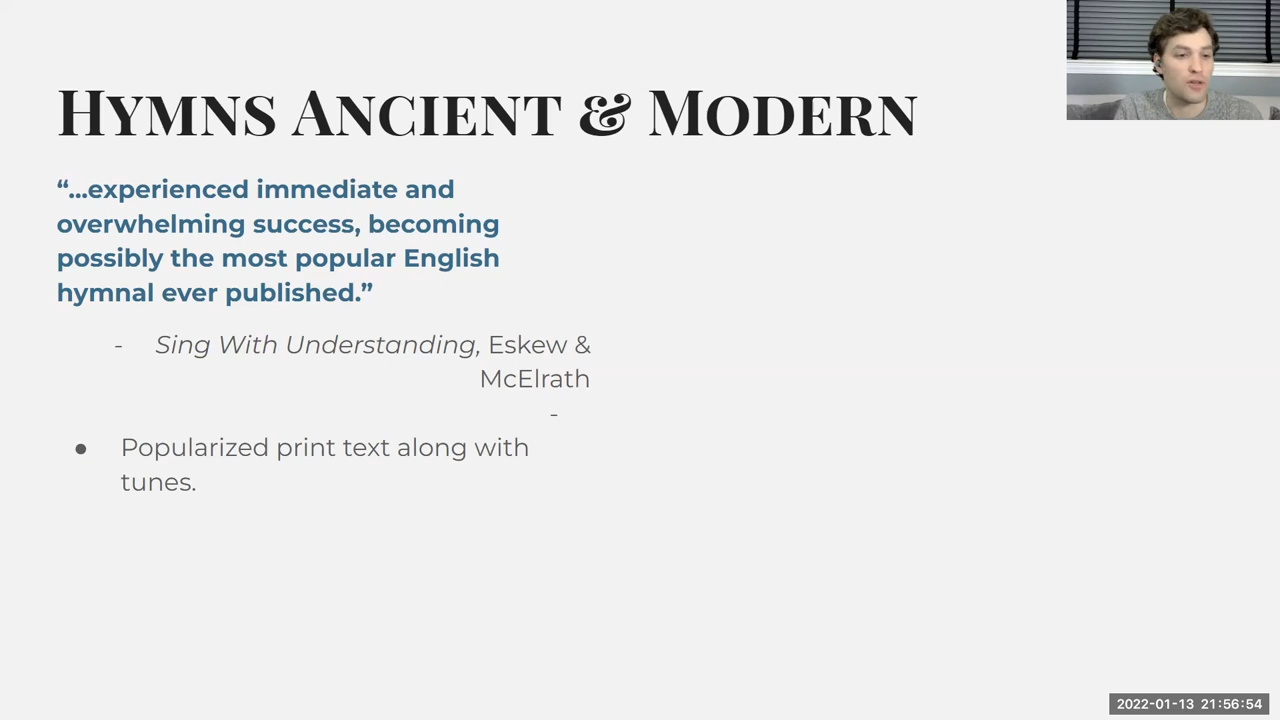 Hymns Ancient & Modern
“...experienced immediate and
overwhelming success, becoming
possibly the most popular English
hymnal ever published.”
- Sing With Understanding, Eskew &
McElrath
-
● Popularized print text along with
tunes.
2022-01-13 21:56:54